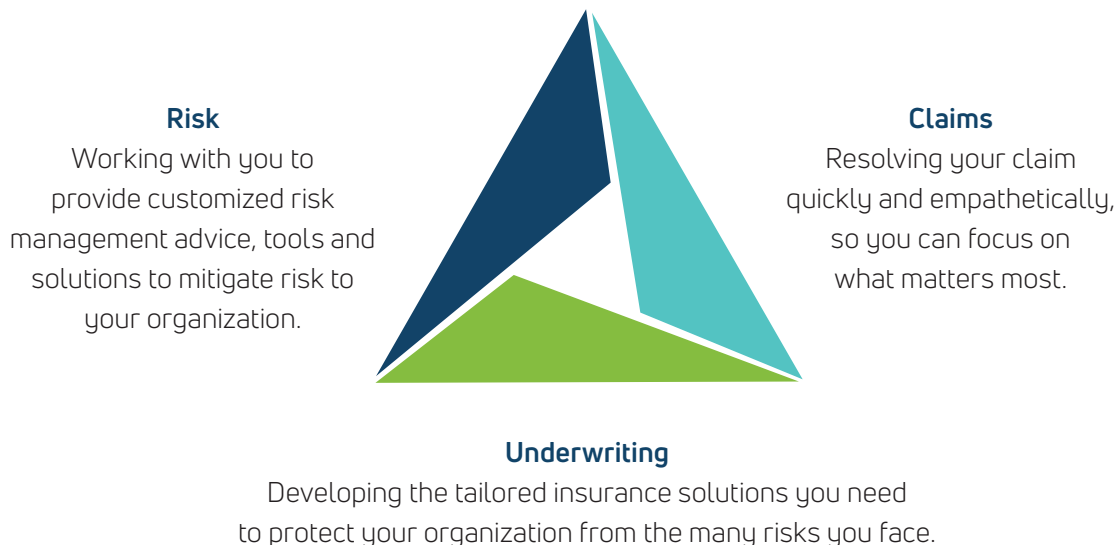 Risk
Working with you to
provide customized risk
management advice, tools and
solutions to mitigate risk to
your organization.
Claims
Resolving your claim
quickly and empathetically,
so you can focus on
what matters most.
Underwriting
Developing the tailored insurance solutions you need
to protect your organization from the many risks you face.